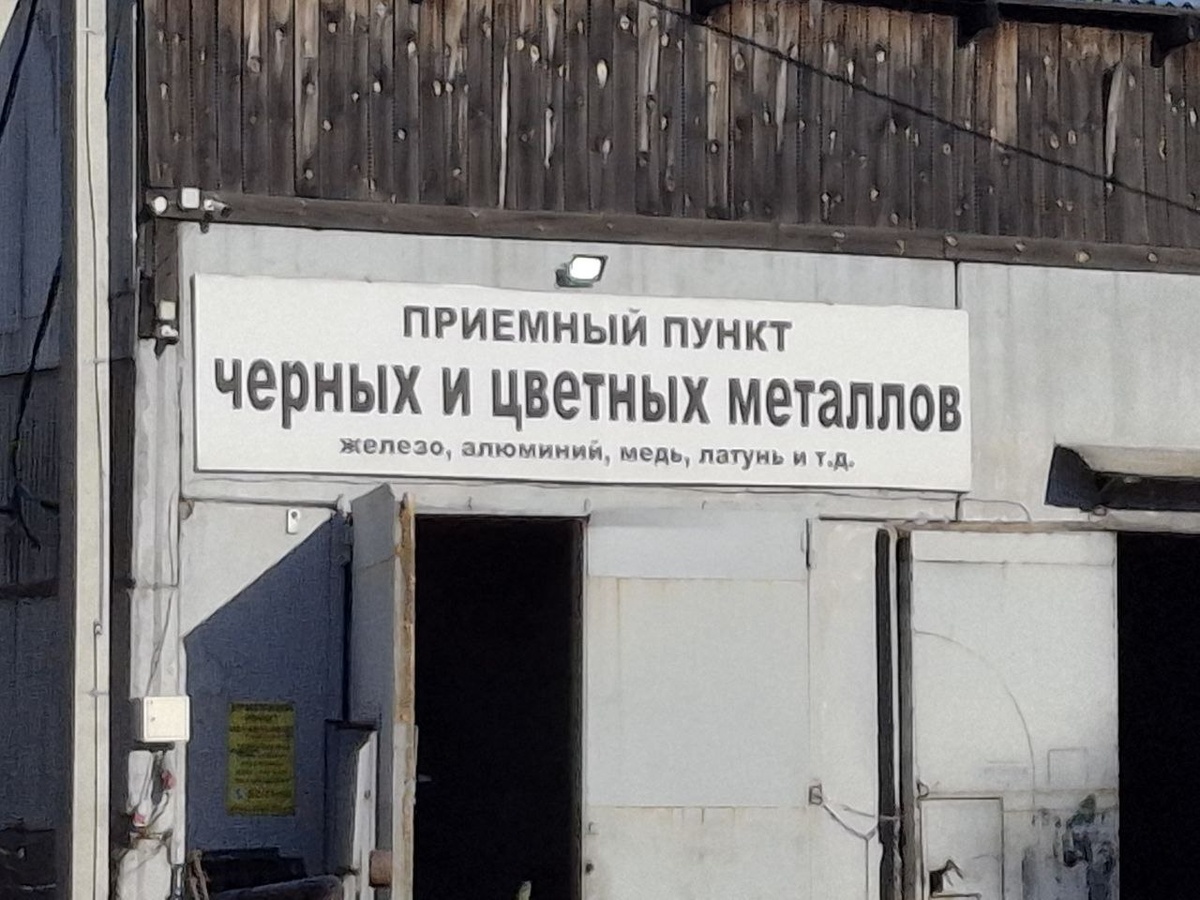 ПРИЕМНЫЙ ПУНКТ
черных и цветных металлов
железо, алюминий, медь, латунь и т.д.